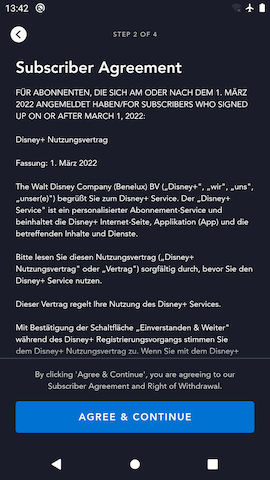 13:42
STEP 2 OF 4
Subscriber Agreement
FÜR ABONNENTEN, DIE SICH AM ODER NACH DEM 1. MÄRZ
2022 ANGEMELDET HABEN/FOR SUBSCRIBERS WHO SIGNED
UP ON OR AFTER MARCH 1, 2022:
Disney+ Nutzungsvertrag
Fassung: 1. März 2022
The Walt Disney Company (Benelux) BV („Disney+", „wir", „uns",
„unser(e)") begrüßt Sie zum Disney+ Service. Der „Disney+
Service" ist ein personalisierter Abonnement-Service und
beinhaltet die Disney+ Internet-Seite, Applikation (App) und die
betreffenden Inhalte und Dienste.
Bitte lesen Sie diesen Nutzungsvertrag („Disney+
Nutzungsvertrag" oder „Vertrag") sorgfältig durch, bevor Sie den
Disney+ Service nutzen.
Dieser Vertrag regelt Ihre Nutzung des Disney+ Services.
Mit Bestätigung der Schaltfläche „Einverstanden & Weiter"
während des Disney+ Registrierungsvorgangs stimmen Sie
dem Disney+ Nutzungsvertrag zu. Wenn Sie mit dem Disney+
By clicking 'Agree & Continue', you are agreeing to our
Subscriber Agreement and Right of Withdrawal.
AGREE & CONTINUE